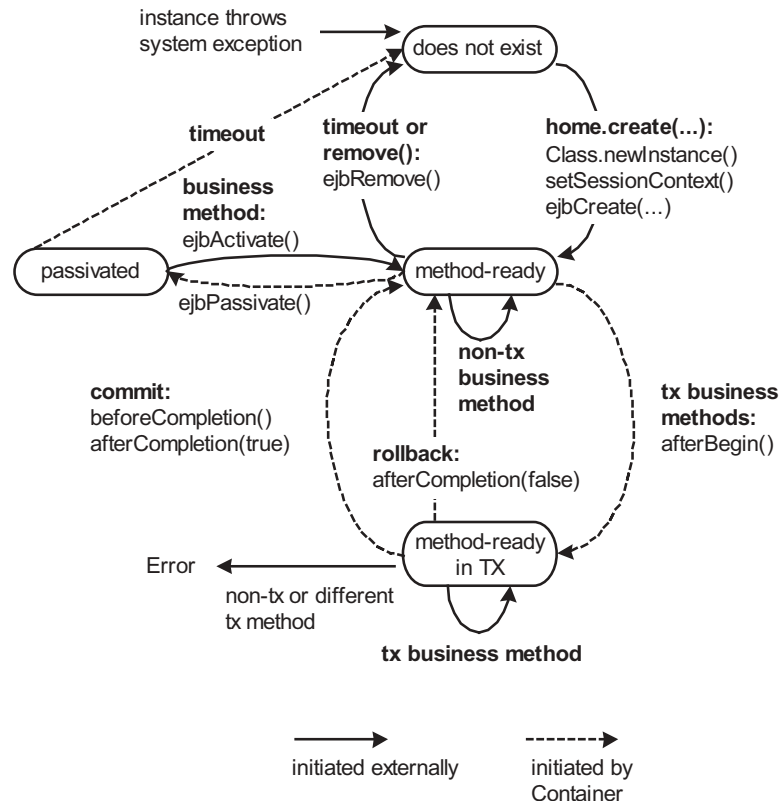 instance throws
system exception
does not exist
timeout
timeout or
remove():
ejbRemove()
home.create(...):
Class.newInstance()
setSessionContext()
ejbCreate(...)
business
method:
ejbActivate()
passivated
method-ready
ejbPassivate()
non-tx
business
method
commit:
beforeCompletion()
afterCompletion(true)
tx business
methods:
afterBegin()
rollback:
afterCompletion(false)
method-ready
in TX
Error
non-tx or different
tx method
tx business method
initiated externally
initiated by
Container